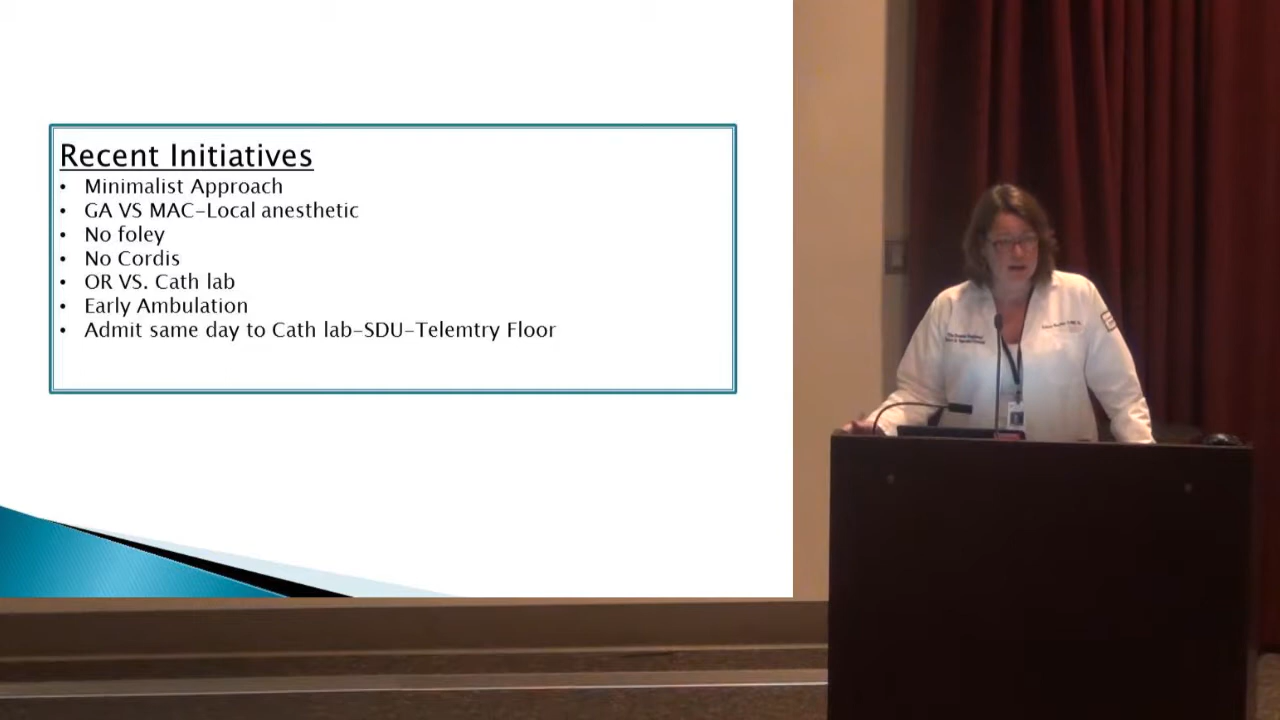 Recent Initiatives
• Minimalist Approach
• GA VS MAC-Local anesthetic
• No foley
• No Cordis
• OR VS. Cath lab
• Early Ambulation
• Admit same day to Cath lab-SDU-Telemtry Floor